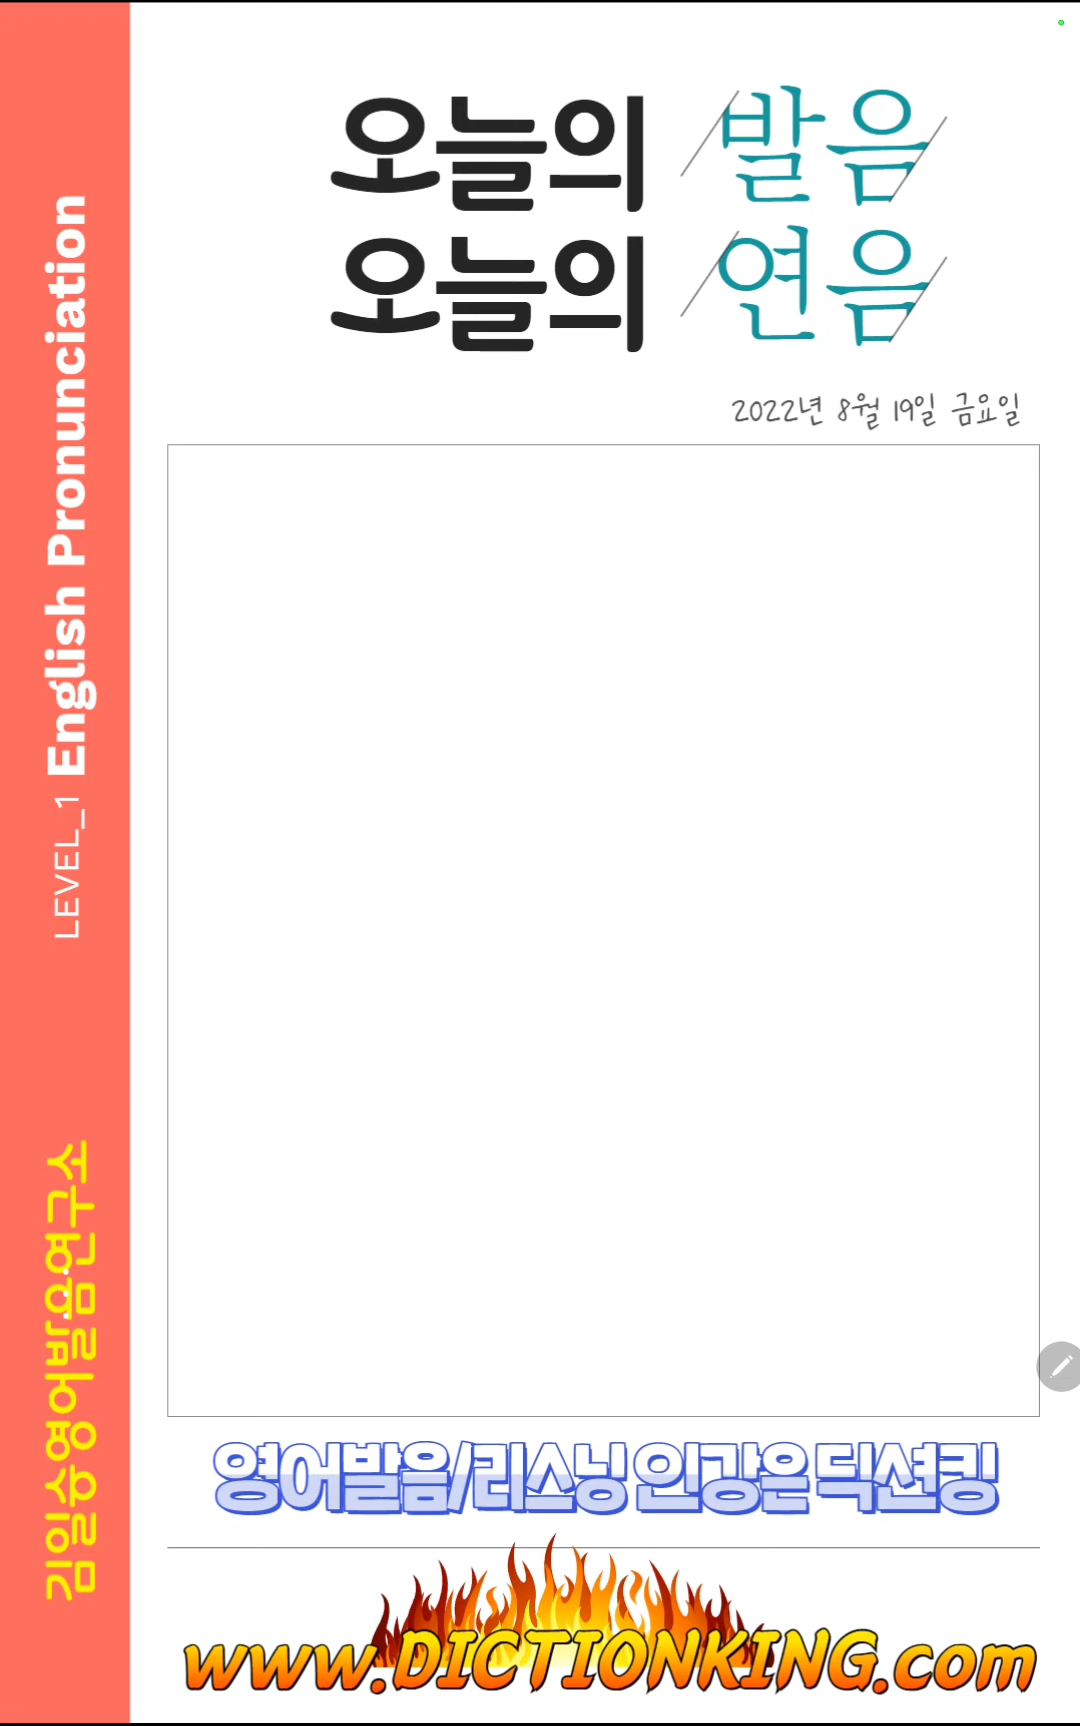 오늘의 발음
오늘의 연음
2022년 8월 19일 금요일
LEVEL_1 English Pronunciation
김일승영어발음연구소
영어발음/리스닝 인강은 딕션킹
www.DICTIONKING.com